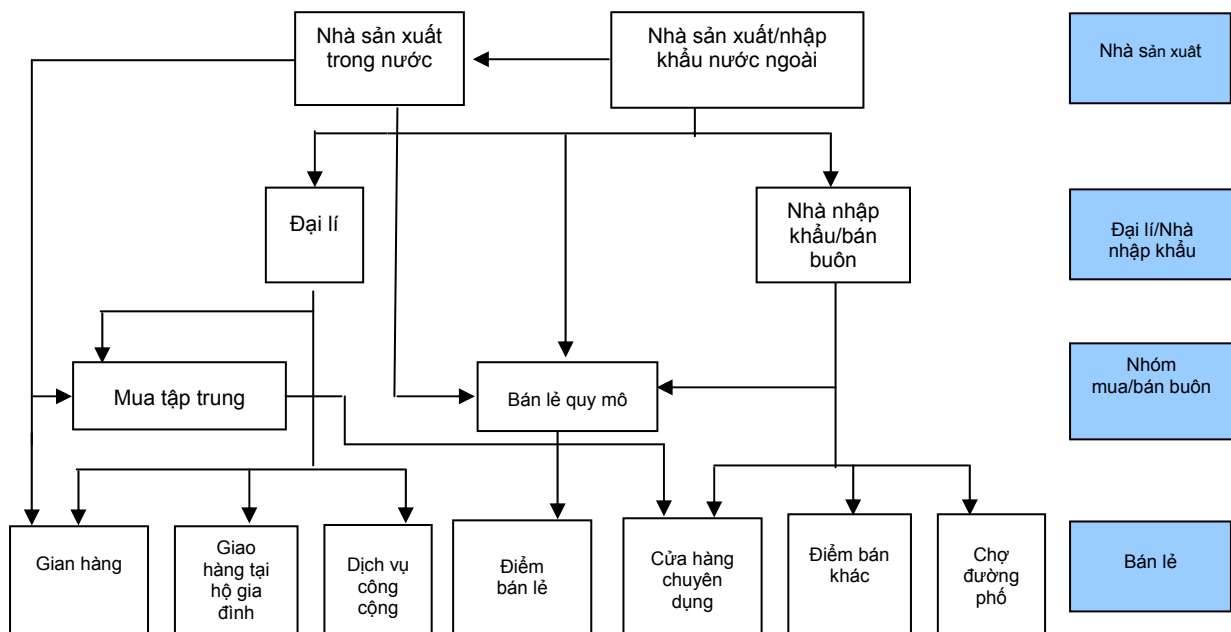 Nhà sản xuất
trong nước
Nhà sản xuất/nhập
khẩu nước ngoài
Nhà sản xuât
Đại lí
Nhà nhập
khẩu/bán
buôn
Đại lí/Nhà
nhập khẩu
Mua tập trung
Bán lẻ quy mô
Nhóm
mua/bán buôn
Gian hàng
Giao
hàng tại
hộ gia
đình
Dịch vụ
công
cộng
Điểm
bán lẻ
Cửa hàng
chuyên
dụng
Điểm bán
khác
Chợ
đường
phố
Bán lẻ